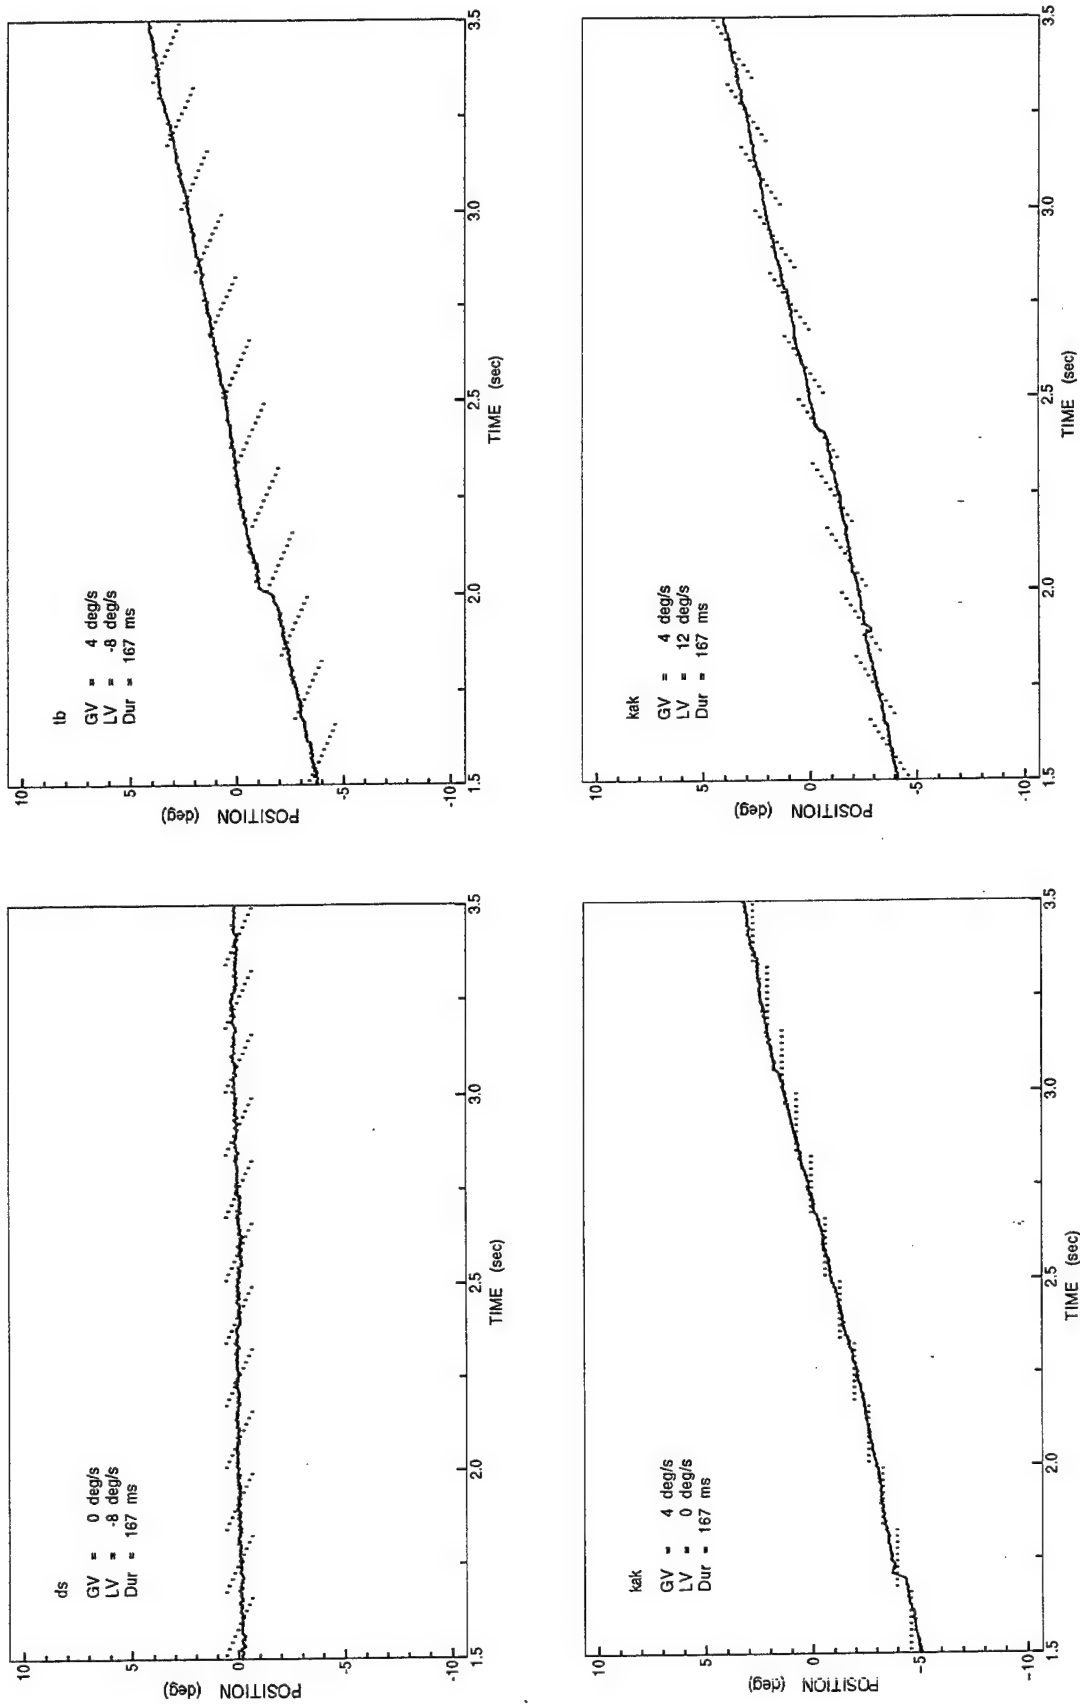 ds
GV = 0 deg/s
LV = -8 deg/s
Dur = 167 ms
POSITION (deg)
10
5
0
-5
-10
1.5
2.0
2.5
3.0
3.5
TIME (sec)
tb
GV = 4 deg/s
LV = -8 deg/s
Dur = 167 ms
POSITION (deg)
10
5
0
-5
-10
1.5
2.0
2.5
3.0
3.5
TIME (sec)
kak
GV = 4 deg/s
LV = 0 deg/s
Dur = 167 ms
POSITION (deg)
10
5
0
-5
-10
1.5
2.0
2.5
3.0
3.5
TIME (sec)
kak
GV = 4 deg/s
LV = 12 deg/s
Dur = 167 ms
POSITION (deg)
10
5
0
-5
-10
1.5
2.0
2.5
3.0
3.5
TIME (sec)